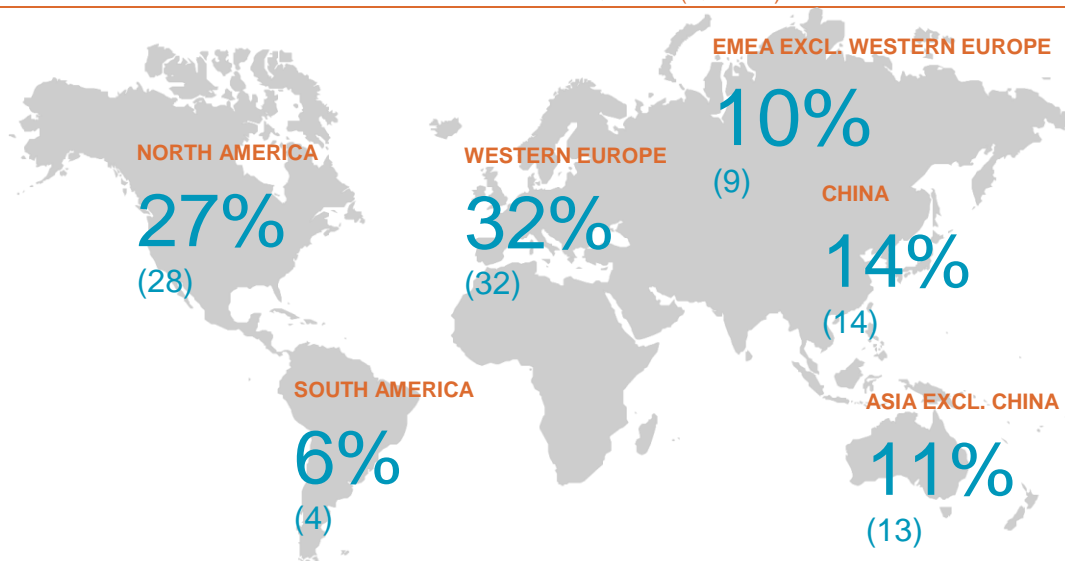 EMEA EXCL. WESTERN EUROPE
10%
(9)
NORTH AMERICA
27%
(28)
WESTERN EUROPE
32%
(32)
CHINA
14%
(14)
SOUTH AMERICA
6%
(4)
ASIA EXCL. CHINA
11%
(13)